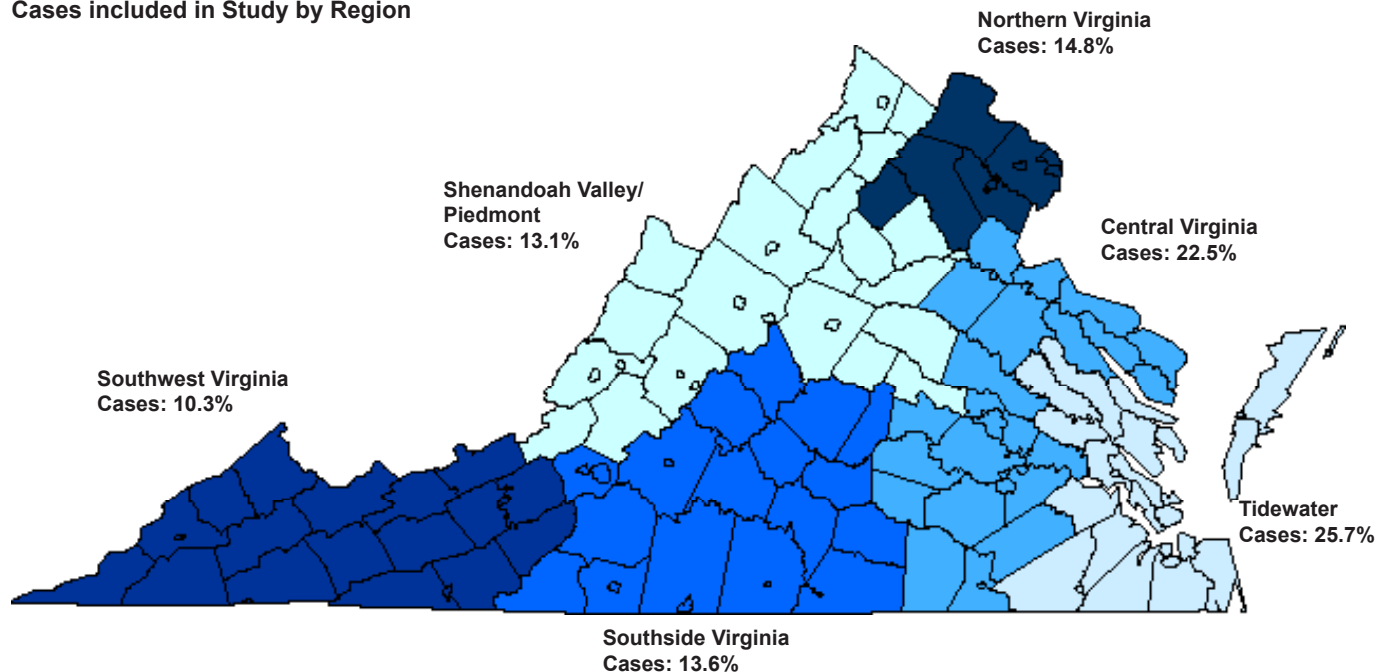 Cases included in Study by Region
Northern Virginia
Cases: 14.8%
Shenandoah Valley/
Piedmont
Cases: 13.1%
Central Virginia
Cases: 22.5%
Southwest Virginia
Cases: 10.3%
Tidewater
Cases: 25.7%
Southside Virginia
Cases: 13.6%